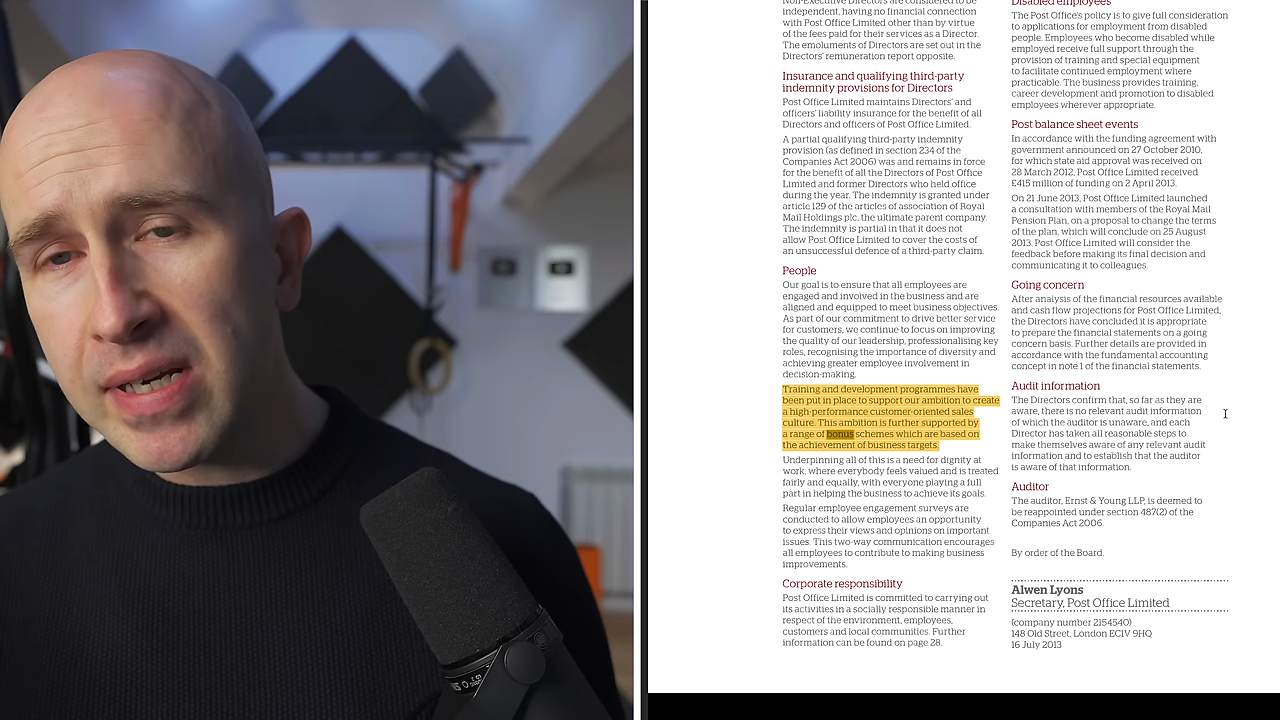 Non-Executive Directors are considered to be
independent, having no financial connection
with Post Office Limited other than by virtue
of the fees paid for their services as a Director.
The emoluments of Directors are set out in the
Directors' remuneration report opposite.
Insurance and qualifying third-party
indemnity provisions for Directors
Post Office Limited maintains Directors' and
officers' liability insurance for the benefit of all
Directors and officers of Post Office Limited.
A partial qualifying third-party indemnity
provision (as defined in section 234 of the
Companies Act 2006) was and remains in force
for the benefit of all the Directors of Post Office
Limited and former Directors who held office
during the year. The indemnity is granted under
article 129 of the articles of association of Royal
Mail Holdings plc, the ultimate parent company.
The indemnity is partial in that it does not
allow Post Office Limited to cover the costs of
an unsuccessful defence of a third-party claim.
People
Our goal is to ensure that all employees are
engaged and involved in the business and are
aligned and equipped to meet business objectives.
As part of our commitment to drive better service
for customers, we continue to focus on improving
the quality of our leadership, professionalising key
roles, recognising the importance of diversity and
achieving greater employee involvement in
decision-making.
Training and development programmes have
been put in place to support our ambition to create
a high-performance customer-oriented sales
culture. This ambition is further supported by
a range of bonus schemes which are based on
the achievement of business targets.
Underpinning all of this is a need for dignity at
work, where everybody feels valued and is treated
fairly and equally, with everyone playing a full
part in helping the business to achieve its goals.
Regular employee engagement surveys are
conducted to allow employees an opportunity
to express their views and opinions on important
issues. This two-way communication encourages
all employees to contribute to making business
improvements.
Corporate responsibility
Post Office Limited is committed to carrying out
its activities in a socially responsible manner in
respect of the environment, employees,
customers and local communities. Further
information can be found on page 28.
Disabled employees
The Post Office's policy is to give full consideration
to applications for employment from disabled
people. Employees who become disabled while
employed receive full support through the
provision of training and special equipment
to facilitate continued employment where
practicable. The business provides training,
career development and promotion to disabled
employees wherever appropriate.
Post balance sheet events
In accordance with the funding agreement with
government announced on 27 October 2010,
for which state aid approval was received on
28 March 2012, Post Office Limited received
£415 million of funding on 2 April 2013.
On 21 June 2013, Post Office Limited launched
a consultation with members of the Royal Mail
Pension Plan, on a proposal to change the terms
of the plan, which will conclude on 25 August
2013. Post Office Limited will consider the
feedback before making its final decision and
communicating it to colleagues.
Going concern
After analysis of the financial resources available
and cash flow projections for Post Office Limited,
the Directors have concluded it is appropriate
to prepare the financial statements on a going
concern basis. Further details are provided in
accordance with the fundamental accounting
concept in note 1 of the financial statements.
Audit information
The Directors confirm that, so far as they are
aware, there is no relevant audit information
of which the auditor is unaware, and each
Director has taken all reasonable steps to
make themselves aware of any relevant audit
information and to establish that the auditor
is aware of that information.
Auditor
The auditor, Ernst & Young LLP, is deemed to
be reappointed under section 487(2) of the
Companies Act 2006.
By order of the Board.
Alwen Lyons
Secretary, Post Office Limited
(company number 2154540)
148 Old Street, London EC1V 9HQ
16 July 2013